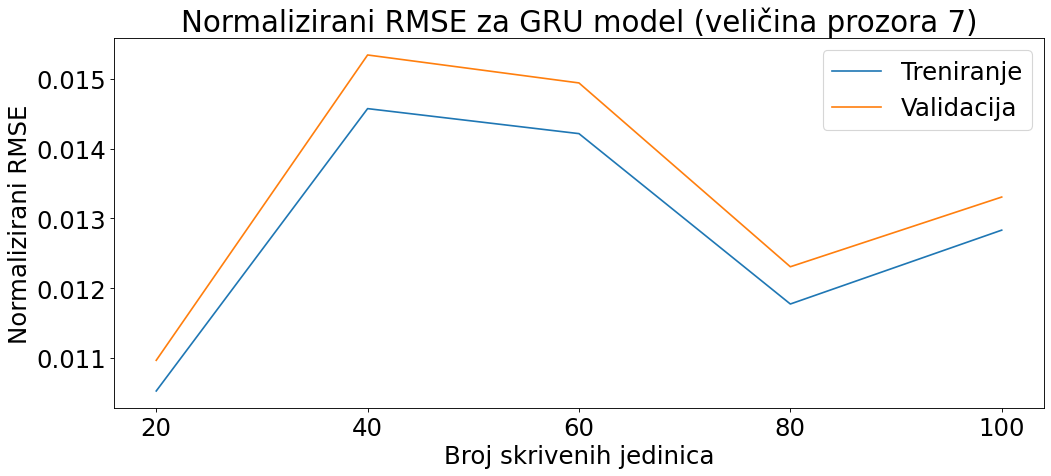 Normalizirani RMSE za GRU model (veličina prozora 7)
Treniranje
Validacija
Normalizirani RMSE
0.015
0.014
0.013
0.012
0.011
20 40 60 80 100
Broj skrivenih jedinica